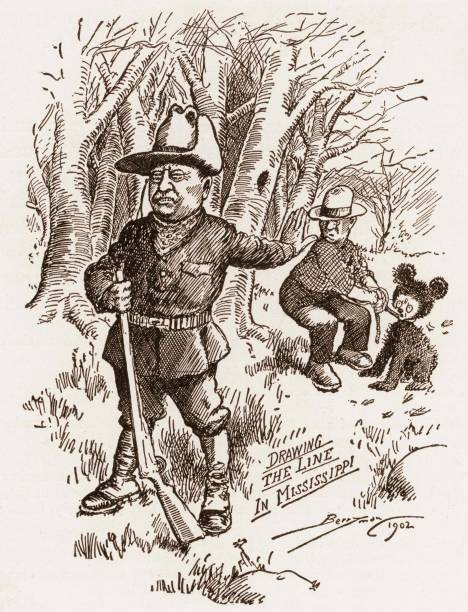 DRAWING
THE LINE
IN MISSISSIPPI
Berryman
1902